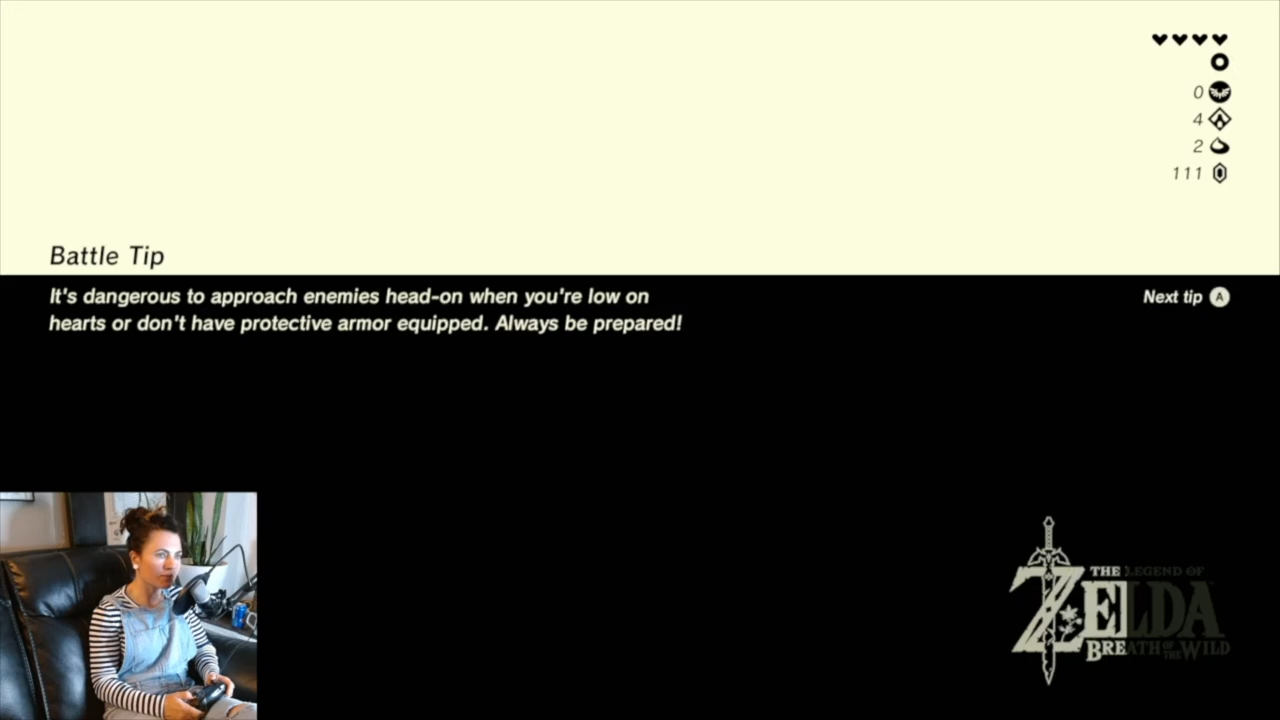 0
4
2
111
Battle Tip
It's dangerous to approach enemies head-on when you're low on
hearts or don't have protective armor equipped. Always be prepared!
Next tip A
THE LEGEND OF
ZELDA
BREATH OF THE WILD